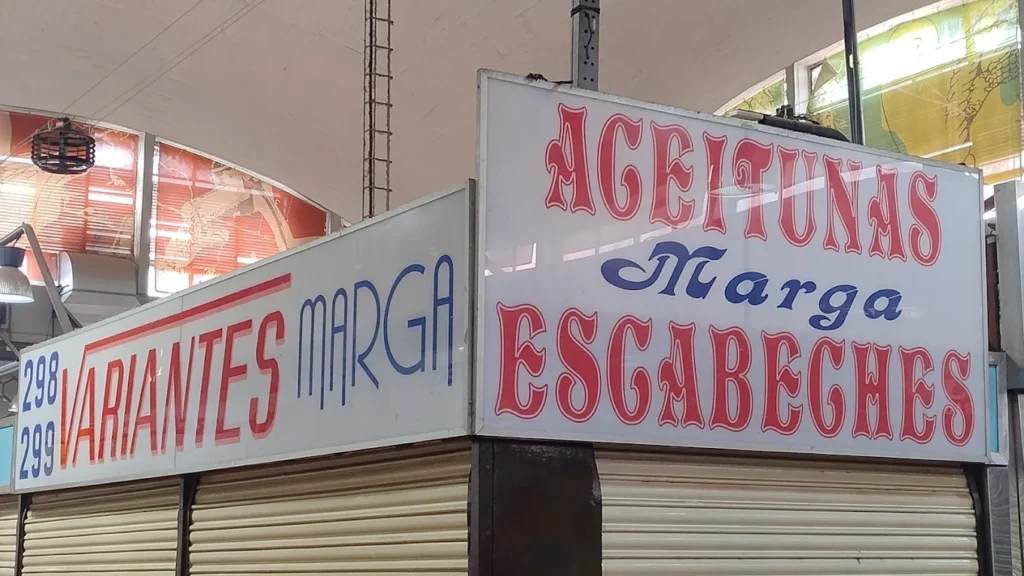 298
299
VARIANTES MARGA
ACEITUNAS
Marga
ESCABECHES